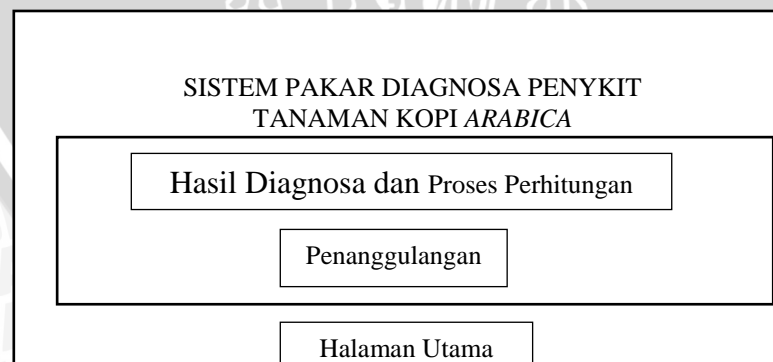 SISTEM PAKAR DIAGNOSA PENYKIT
TANAMAN KOPI ARABICA
Hasil Diagnosa dan Proses Perhitungan
Penanggulangan
Halaman Utama